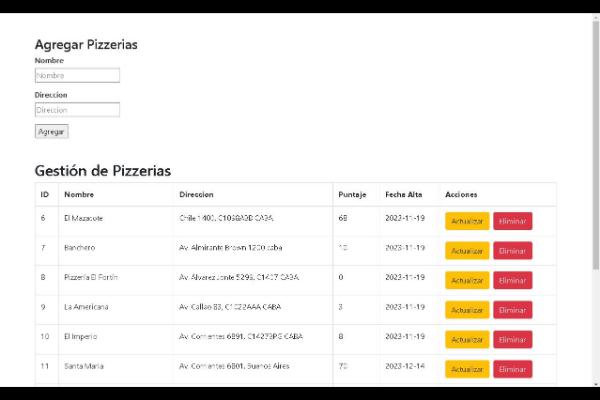 Agregar Pizzerias
Nombre
Nombre
Direccion
Direccion
Agregar
Gestión de Pizzerias
ID Nombre Direccion Puntaje Fecha Alta Acciones
6 El Mazacote Chile 1400, CABA 68 2023-11-19 Actualizar Eliminar
7 Banchero Av. Almirante Brown 1200 caba 10 2023-11-19 Actualizar Eliminar
8 Pizzería El Fortín Av. Álvarez Jonte 5299, CABA 0 2023-11-19 Actualizar Eliminar
9 La Americana Av. Callao 83, C1022AAA CABA 3 2023-11-19 Actualizar Eliminar
10 El Imperio Av. Corrientes 6891, CABA 8 2023-11-19 Actualizar Eliminar
11 Santa Maria Av. Corrientes 6801, Buenos Aires 70 2023-12-14 Actualizar Eliminar